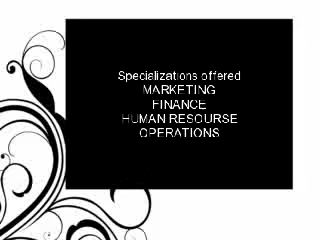 Specializations offered
MARKETING
FINANCE
HUMAN RESOURSE
OPERATIONS